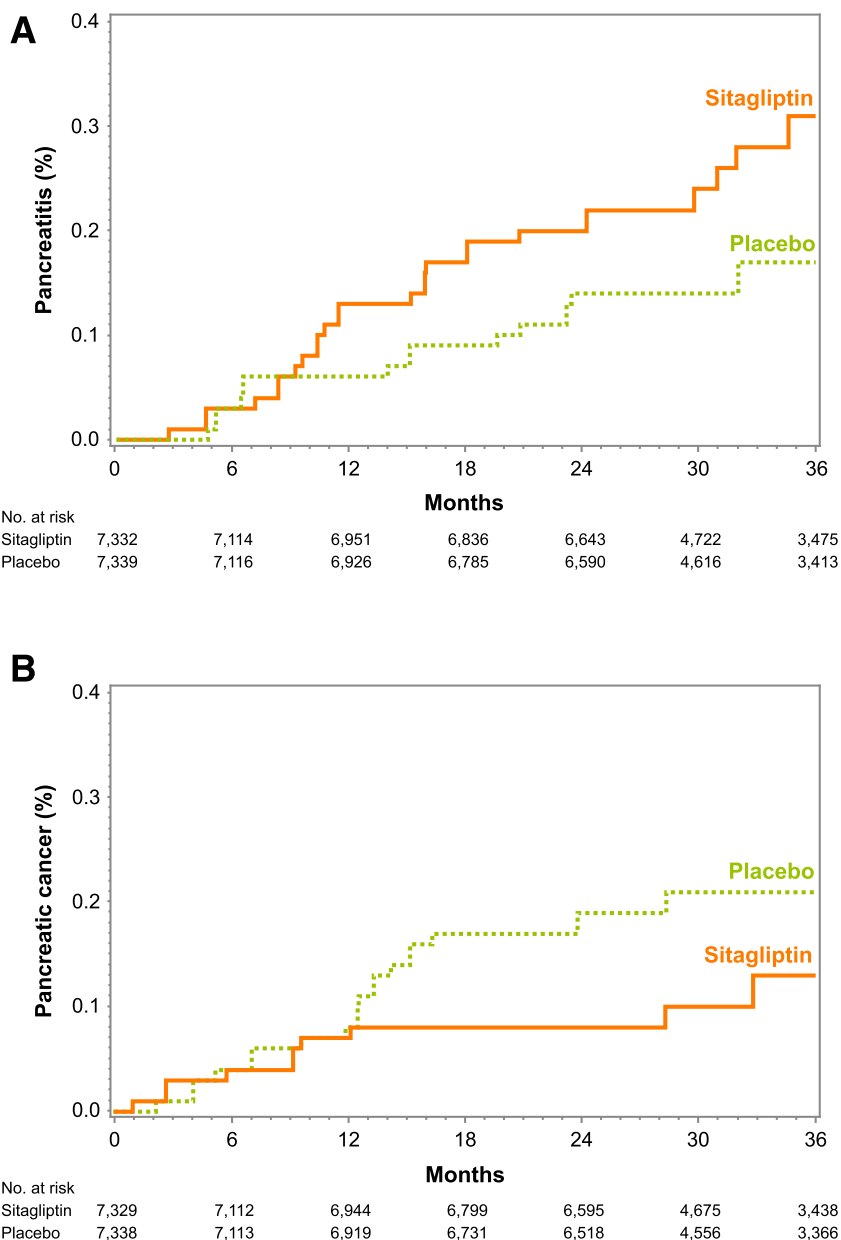 A
0.4
0.3
0.2
0.1
0.0
Pancreatitis (%)
Sitagliptin
Placebo
0 6 12 18 24 30 36
Months
No. at risk
Sitagliptin 7,332 7,114 6,951 6,836 6,643 4,722 3,475
Placebo 7,339 7,116 6,926 6,785 6,590 4,616 3,413
B
0.4
0.3
0.2
0.1
0.0
Pancreatic cancer (%)
Placebo
Sitagliptin
0 6 12 18 24 30 36
Months
No. at risk
Sitagliptin 7,329 7,112 6,944 6,799 6,595 4,675 3,438
Placebo 7,338 7,113 6,919 6,731 6,518 4,556 3,366